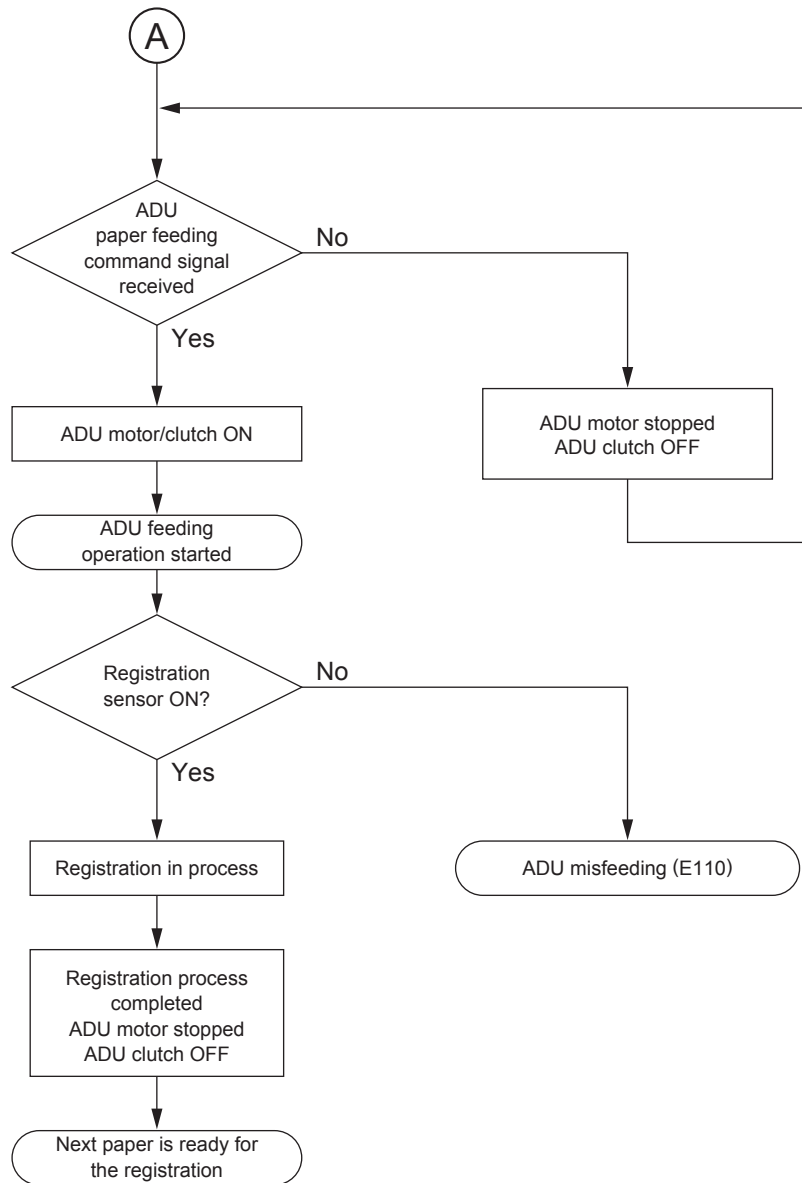 A
ADU
paper feeding
command signal
received
No
Yes
ADU motor/clutch ON
ADU motor stopped
ADU clutch OFF
ADU feeding
operation started
Registration
sensor ON?
No
Yes
Registration in process
ADU misfeeding (E110)
Registration process
completed
ADU motor stopped
ADU clutch OFF
Next paper is ready for
the registration